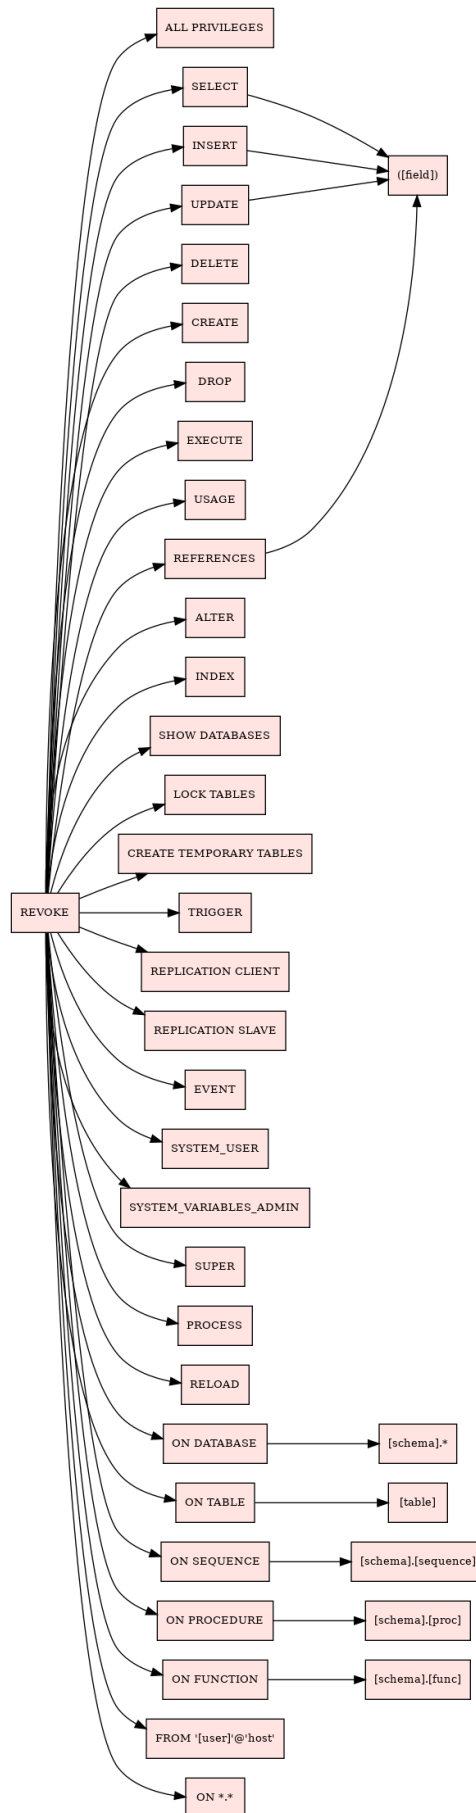 ALL PRIVILEGES
SELECT
INSERT
([field])
UPDATE
DELETE
CREATE
DROP
EXECUTE
USAGE
REFERENCES
ALTER
INDEX
SHOW DATABASES
LOCK TABLES
CREATE TEMPORARY TABLES
REVOKE
TRIGGER
REPLICATION CLIENT
REPLICATION SLAVE
EVENT
SYSTEM_USER
SYSTEM_VARIABLES_ADMIN
SUPER
PROCESS
RELOAD
ON DATABASE
[schema].*
ON TABLE
[table]
ON SEQUENCE
[schema].[sequence]
ON PROCEDURE
[schema].[proc]
ON FUNCTION
[schema].[func]
FROM '[user]'@'host'
ON *.*